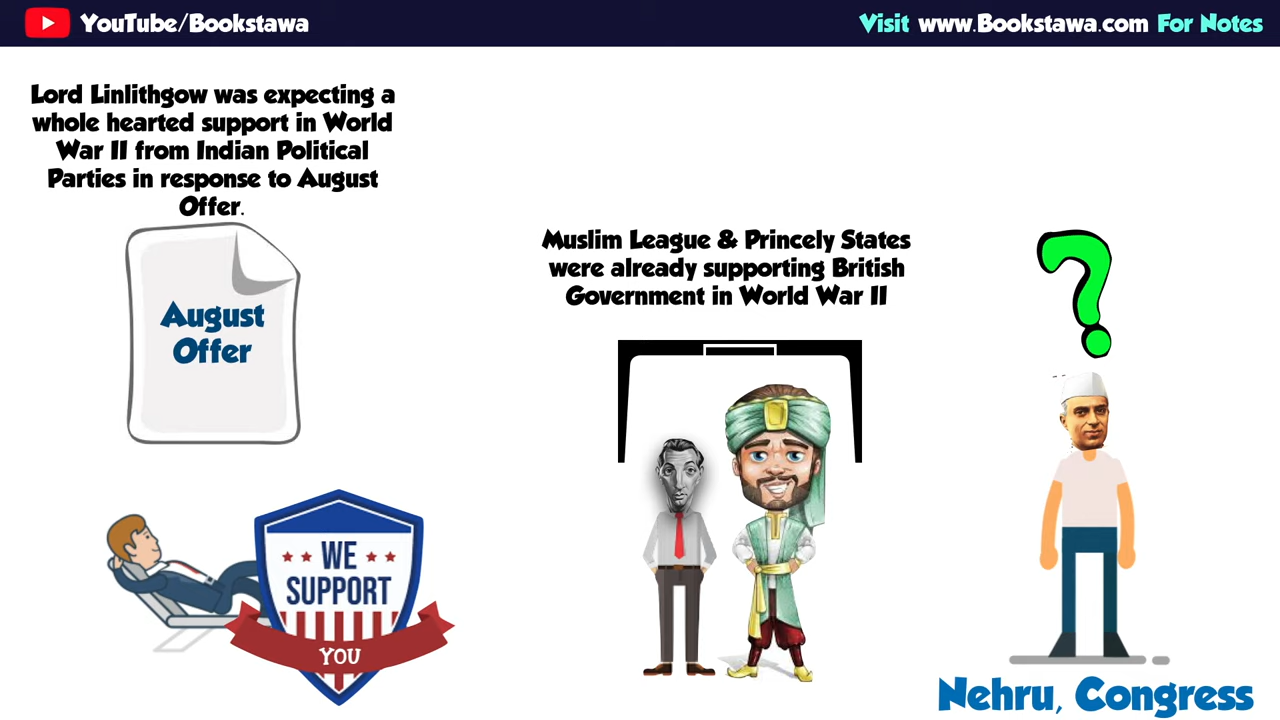 YouTube/Bookstawa
Visit www.Bookstawa.com For Notes
Lord Linlithgow was expecting a
whole hearted support in World
War II from Indian Political
Parties in response to August
Offer.
August
Offer
WE
SUPPORT
YOU
Muslim League & Princely States
were already supporting British
Government in World War II
Nehru, Congress